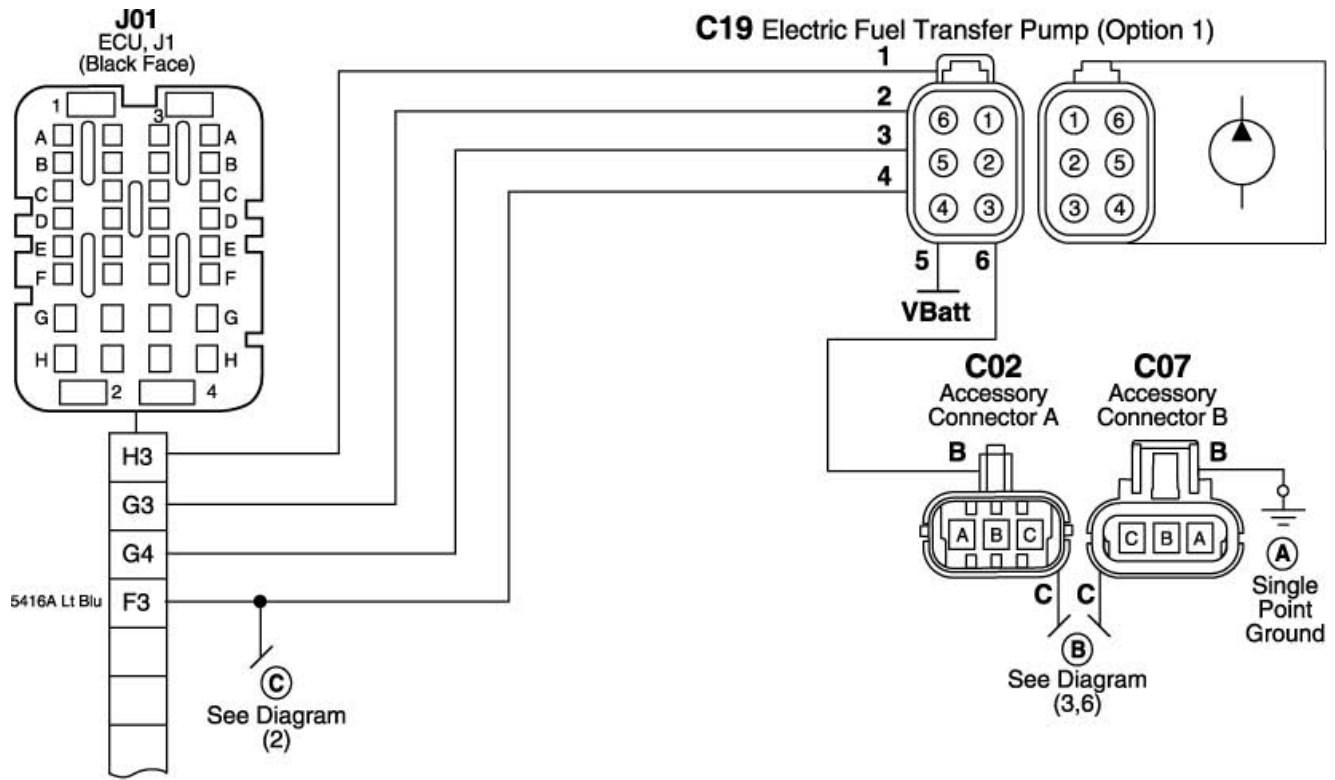 J01
ECU, J1
(Black Face)
C19 Electric Fuel Transfer Pump (Option 1)
1
2
3
4
1 3
A A
B B
C C
D D
E E
F F
G G
H H
2 4
6 1
5 2
4 3
1 6
2 5
3 4
5 6
VBatt
C02
Accessory
Connector A
B
A B C
C
C07
Accessory
Connector B
B
C B A
C
A
Single
Point
Ground
B
See Diagram
(3,6)
H3
G3
G4
5416A Lt Blu F3
C
See Diagram
(2)